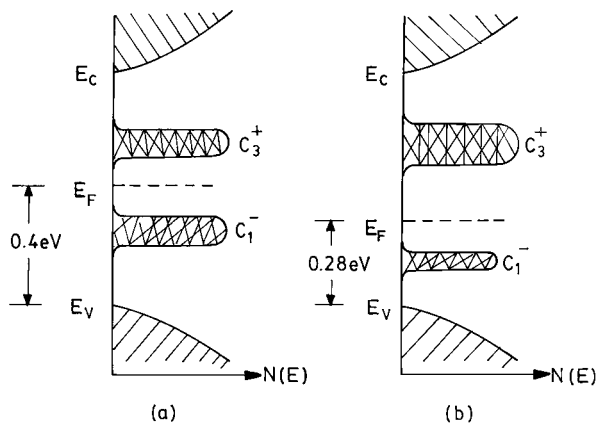 E_C
C_3^+
E_F
0.4eV
C_1^-
E_V
N(E)
(a)
E_C
C_3^+
E_F
0.28eV
C_1^-
E_V
N(E)
(b)